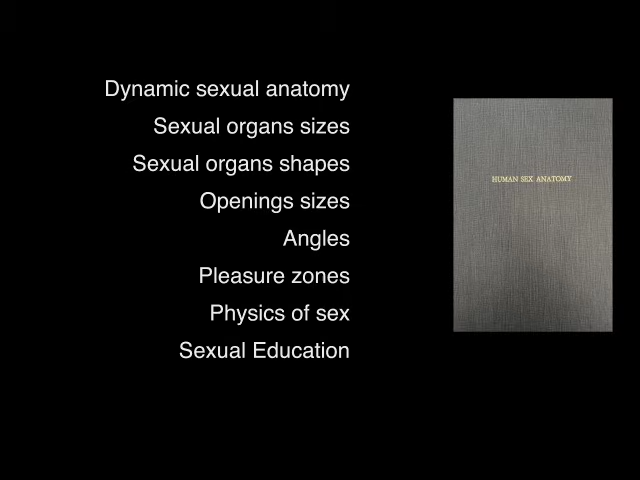 Dynamic sexual anatomy
Sexual organs sizes
Sexual organs shapes
Openings sizes
Angles
Pleasure zones
Physics of sex
Sexual Education
HUMAN SEX ANATOMY